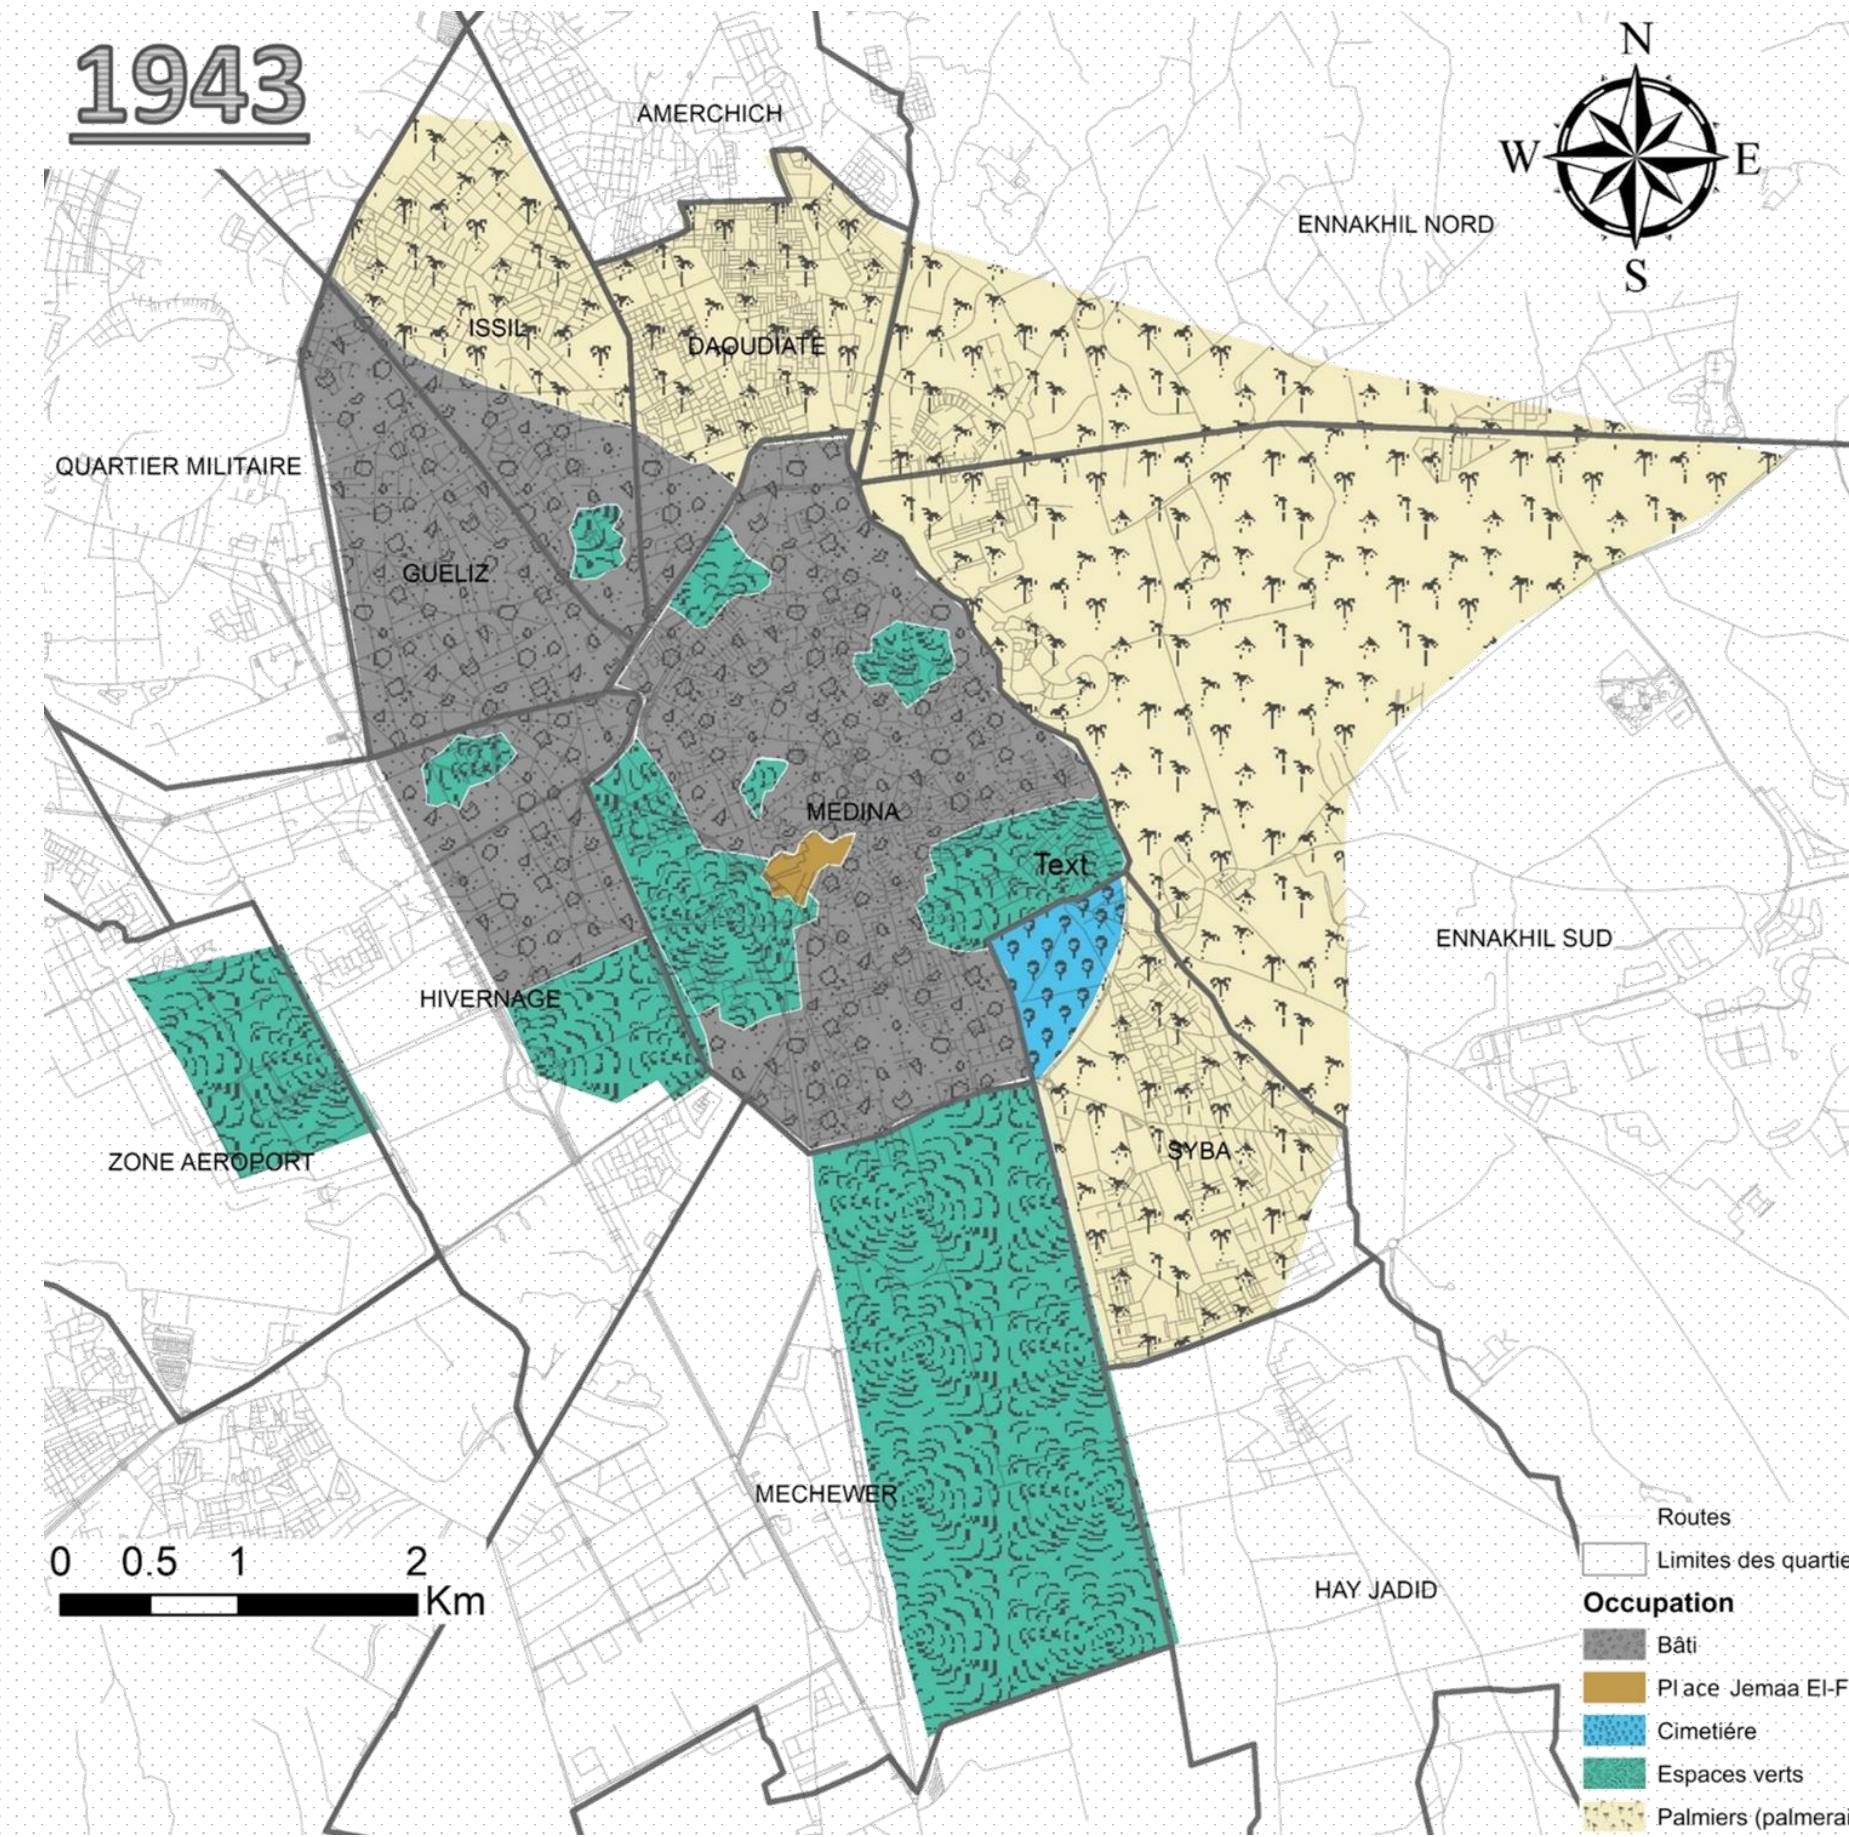 1943
N
W
E
S
AMERCHICH
ENNAKHIL NORD
ISSIL
DAOUDIATE
QUARTIER MILITAIRE
GUELIZ
MEDINA
Text
ENNAKHIL SUD
HIVERNAGE
SYBA
ZONE AEROPORT
MECHEWER
HAY JADID
0 0.5 1 2
Km
Routes
Limites des quartie
Occupation
Bâti
Place Jemaa El-F
Cimetiére
Espaces verts
Palmiers (palmerai